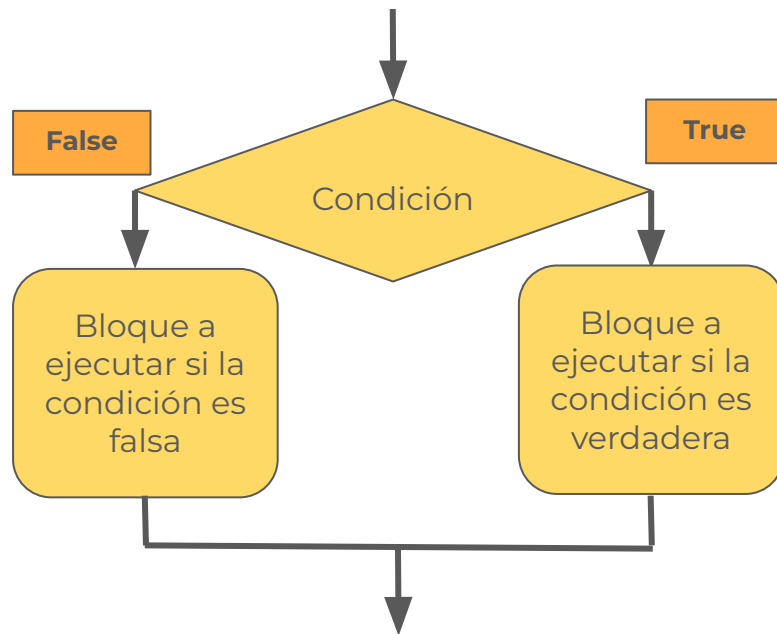 False
True
Condición
Bloque a
ejecutar si la
condición es
falsa
Bloque a
ejecutar si la
condición es
verdadera